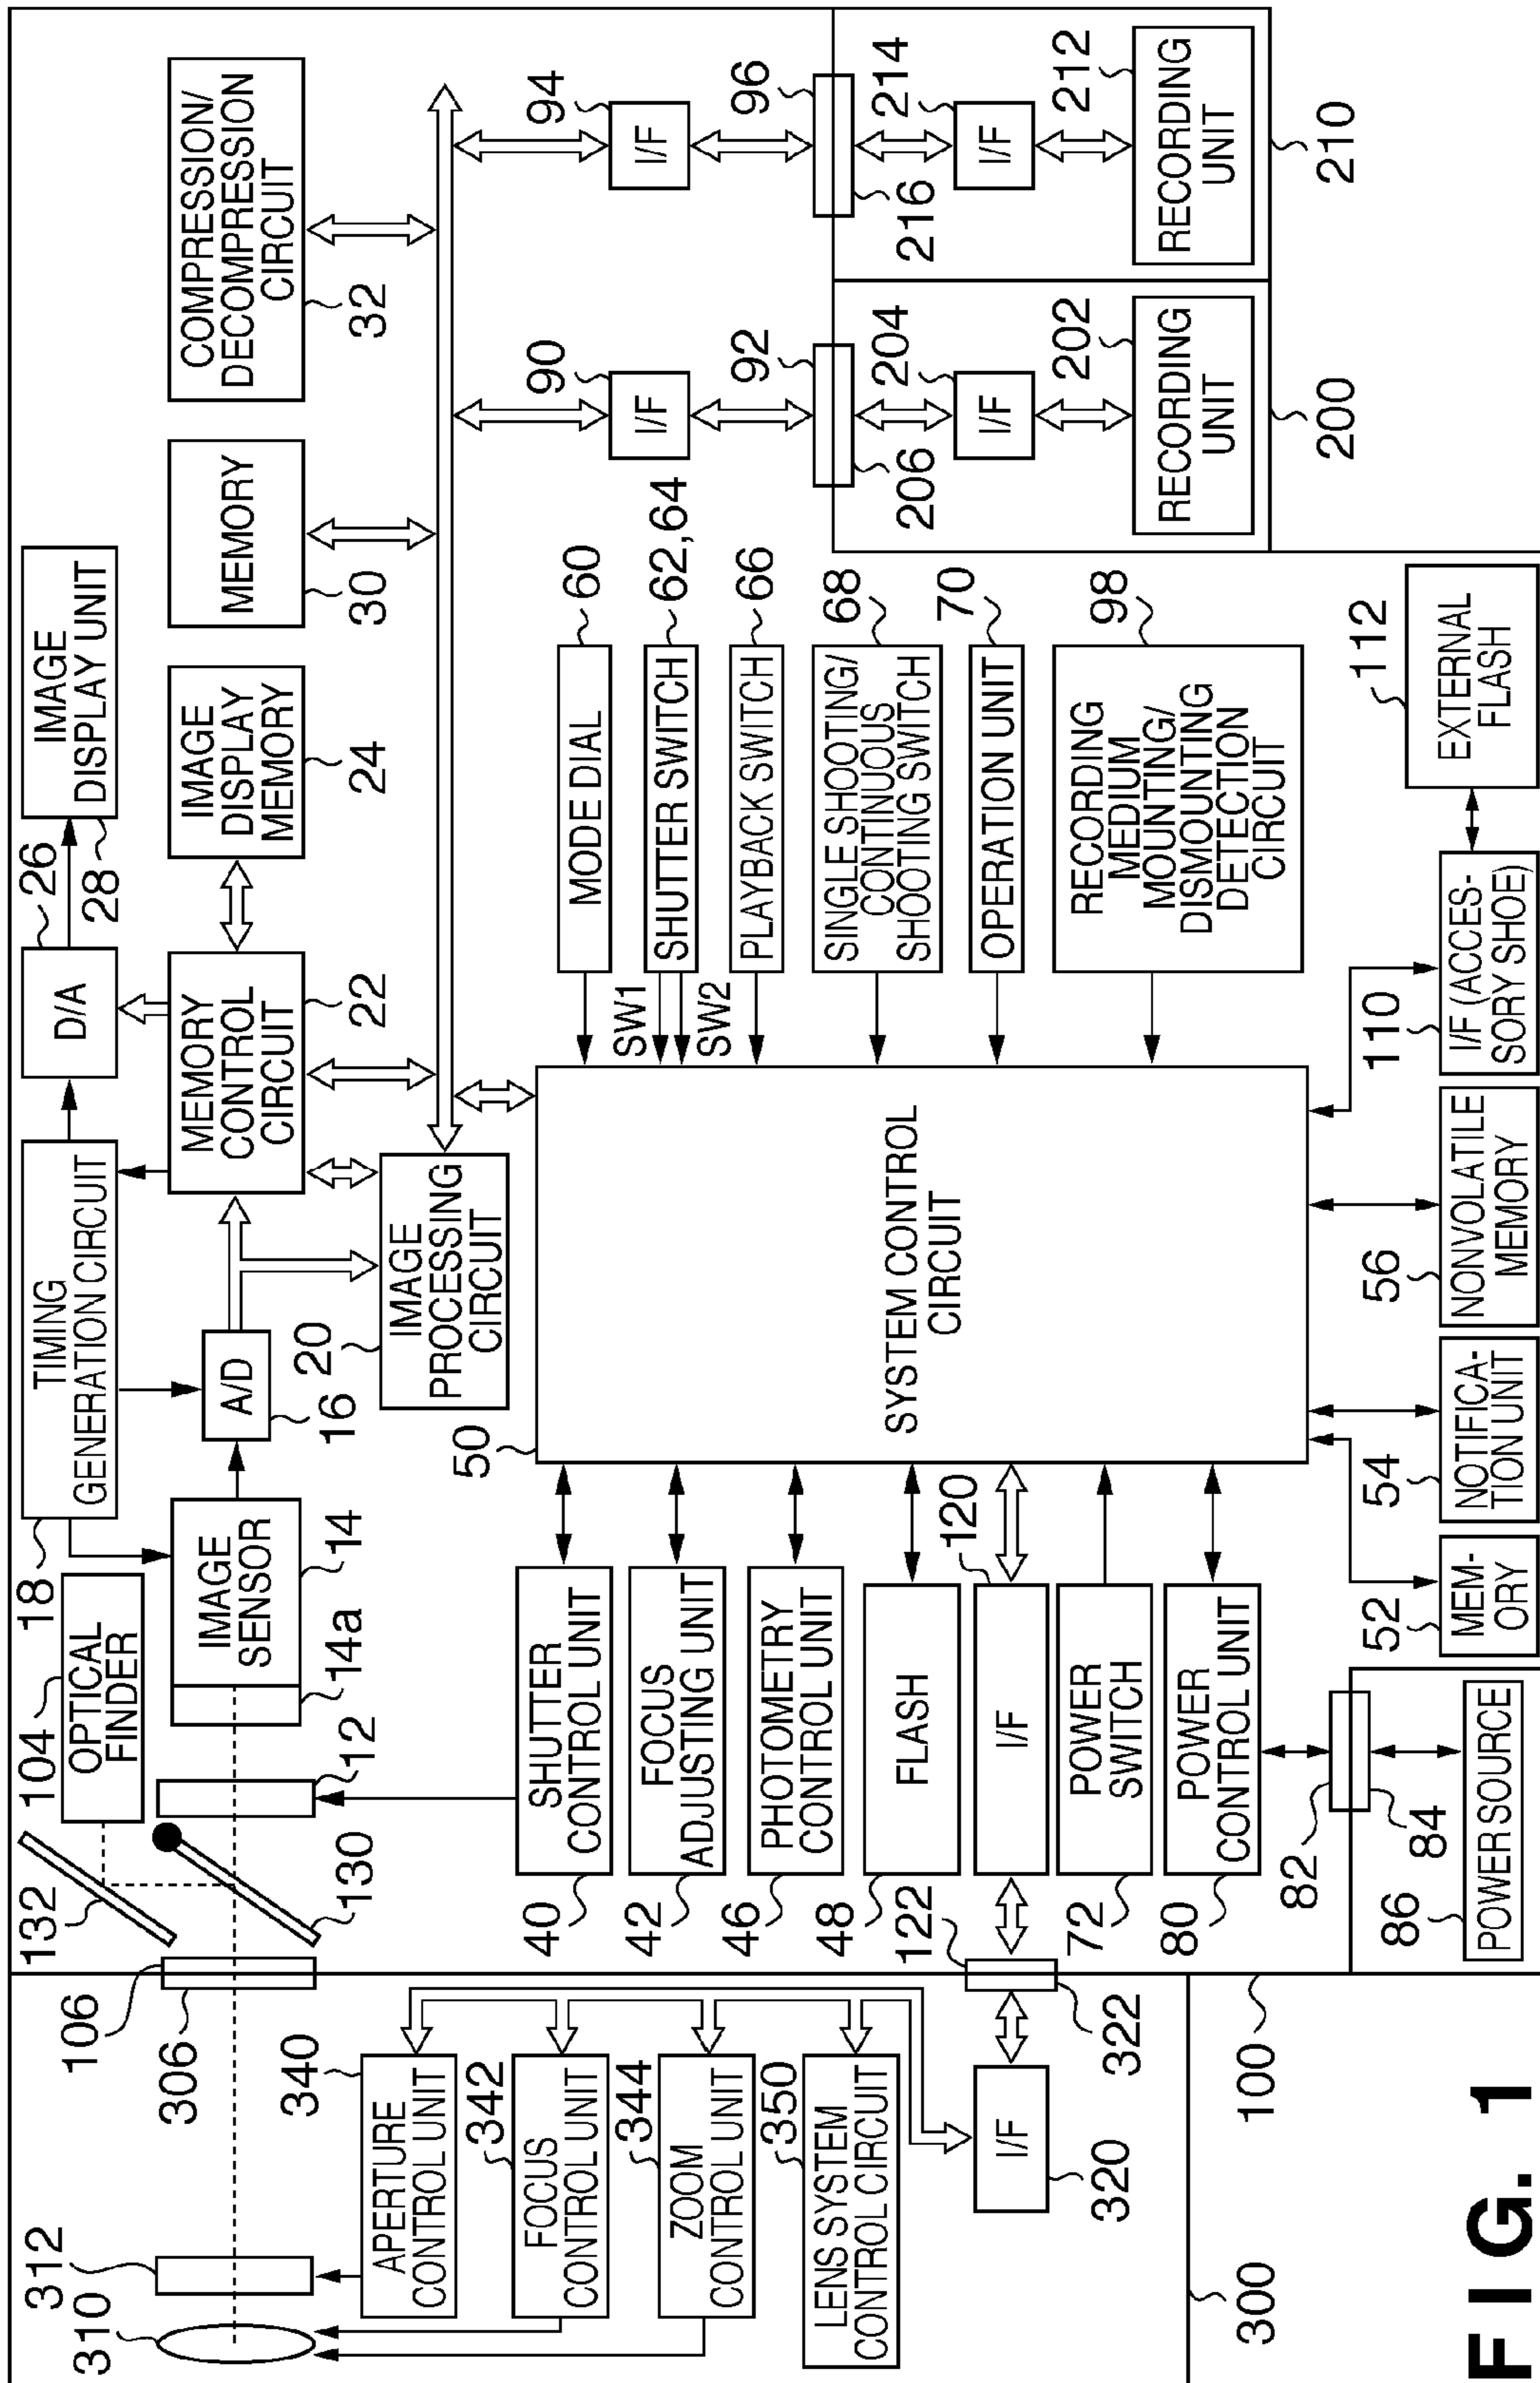 312
310
106
306
132
130
104
OPTICAL
FINDER
12
18
TIMING
GENERATION CIRCUIT
IMAGE
SENSOR
14
14a
A/D
16
26
D/A
28
IMAGE
DISPLAY UNIT
MEMORY
CONTROL
CIRCUIT
22
IMAGE
DISPLAY
MEMORY
24
MEMORY
30
COMPRESSION/
DECOMPRESSION
CIRCUIT
32
20
IMAGE
PROCESSING
CIRCUIT
340
APERTURE
CONTROL UNIT
342
FOCUS
CONTROL UNIT
344
ZOOM
CONTROL UNIT
350
LENS SYSTEM
CONTROL CIRCUIT
I/F
320
322
122
300
100
SHUTTER
CONTROL UNIT
40
FOCUS
ADJUSTING UNIT
42
PHOTOMETRY
CONTROL UNIT
46
FLASH
48
I/F
120
POWER
SWITCH
72
POWER
CONTROL UNIT
80
82
84
86
POWER SOURCE
50
SYSTEM CONTROL
CIRCUIT
MODE DIAL
60
SW1
SHUTTER SWITCH
62,64
SW2
PLAYBACK SWITCH
66
SINGLE SHOOTING/
CONTINUOUS
SHOOTING SWITCH
68
OPERATION UNIT
70
RECORDING
MEDIUM
MOUNTING/
DISMOUNTING
DETECTION
CIRCUIT
98
52
MEM-
ORY
54
NOTIFICA-
TION UNIT
56
NONVOLATILE
MEMORY
110
I/F (ACCES-
SORY SHOE)
112
EXTERNAL
FLASH
90
I/F
92
206
204
I/F
202
RECORDING
UNIT
200
94
I/F
96
216
214
I/F
212
RECORDING
UNIT
210
FIG. 1